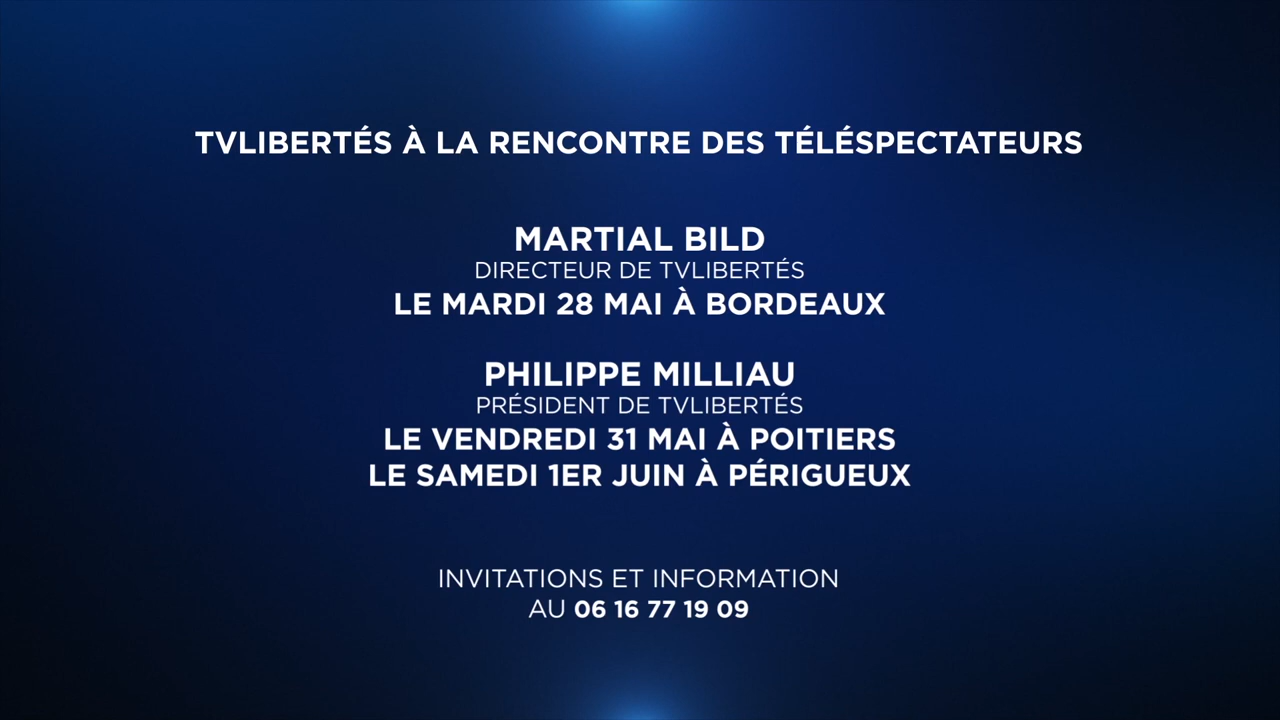 TVLIBERTÉS À LA RENCONTRE DES TÉLÉSPECTATEURS
MARTIAL BILD
DIRECTEUR DE TVLIBERTÉS
LE MARDI 28 MAI À BORDEAUX
PHILIPPE MILLIAU
PRÉSIDENT DE TVLIBERTÉS
LE VENDREDI 31 MAI À POITIERS
LE SAMEDI 1ER JUIN À PÉRIGUEUX
INVITATIONS ET INFORMATION
AU 06 16 77 19 09